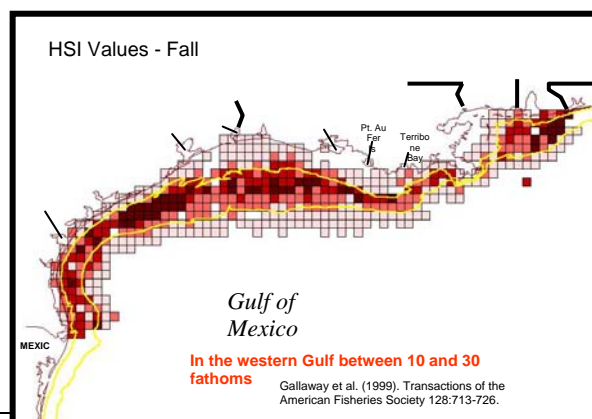 HSI Values - Fall
Pt. Au
Fer
is
Terribo
ne
Bay
Gulf of
Mexico
MEXIC
In the western Gulf between 10 and 30
fathoms
Gallaway et al. (1999). Transactions of the
American Fisheries Society 128:713-726.